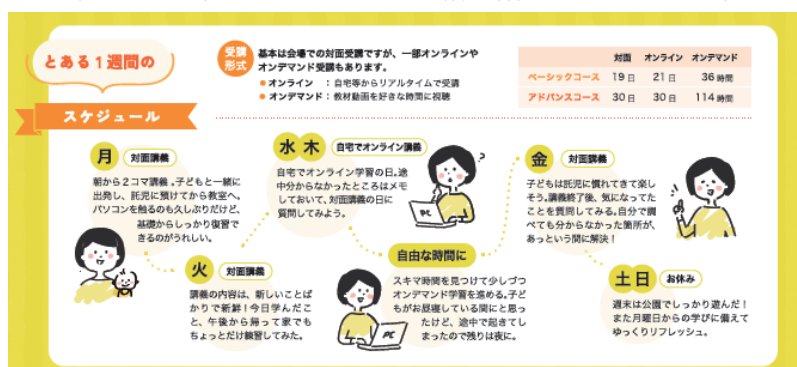 とある1週間の
スケジュール
受講
形式
基本は会場での対面受講ですが、一部オンラインや
オンデマンド受講もあります。
●オンライン ：自宅等からリアルタイムで受講
●オンデマンド：教材動画を好きな時間に視聴
対面 オンライン オンデマンド
ベーシックコース 19日 21日 36時間
アドバンスコース 30日 30日 114時間
月 対面講義
朝から2コマ講義。子どもと一緒に
出発し、託児に預けてから教室へ。
パソコンを触るのも久しぶりだけど、
基礎からしっかり復習で
きるのがうれしい。
火 対面講義
講義の内容は、新しいことば
かりで新鮮！今日学んだこ
と、午後から帰って家でも
ちょっとだけ練習してみた。
水 木 自宅でオンライン講義
自宅でオンライン学習の日。途
中分からなかったところはメモ
しておいて、対面講義の日に
質問してみよう。
PC
自由な時間に
スキマ時間を見つけて少しづつ
オンデマンド学習を進める。子ど
もがお昼寝している間にと思っ
たけど、途中で起きてし
まったので残りは夜に。
PC
金 対面講義
子どもは託児に慣れてきて楽し
そう。講義終了後、気になってた
ことを質問してみる。自分で調
べても分からなかった箇所が、
あっという間に解決！
土日 お休み
週末は公園でしっかり遊んだ！
また月曜日からの学びに備えて
ゆっくりリフレッシュ。